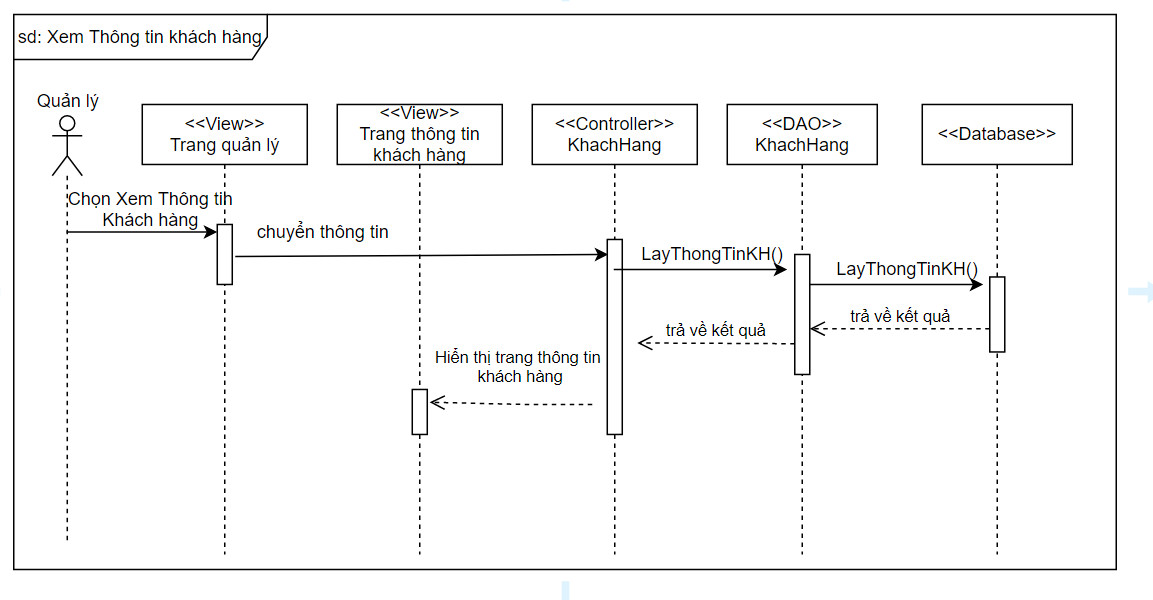 sd: Xem Thông tin khách hàng
Quản lý
<<View>>
Trang quản lý
<<View>>
Trang thông tin
khách hàng
<<Controller>>
KhachHang
<<DAO>>
KhachHang
<<Database>>
Chọn Xem Thông tin
Khách hàng
chuyển thông tin
LayThongTinKH()
LayThongTinKH()
trả về kết quả
trả về kết quả
Hiển thị trang thông tin
khách hàng